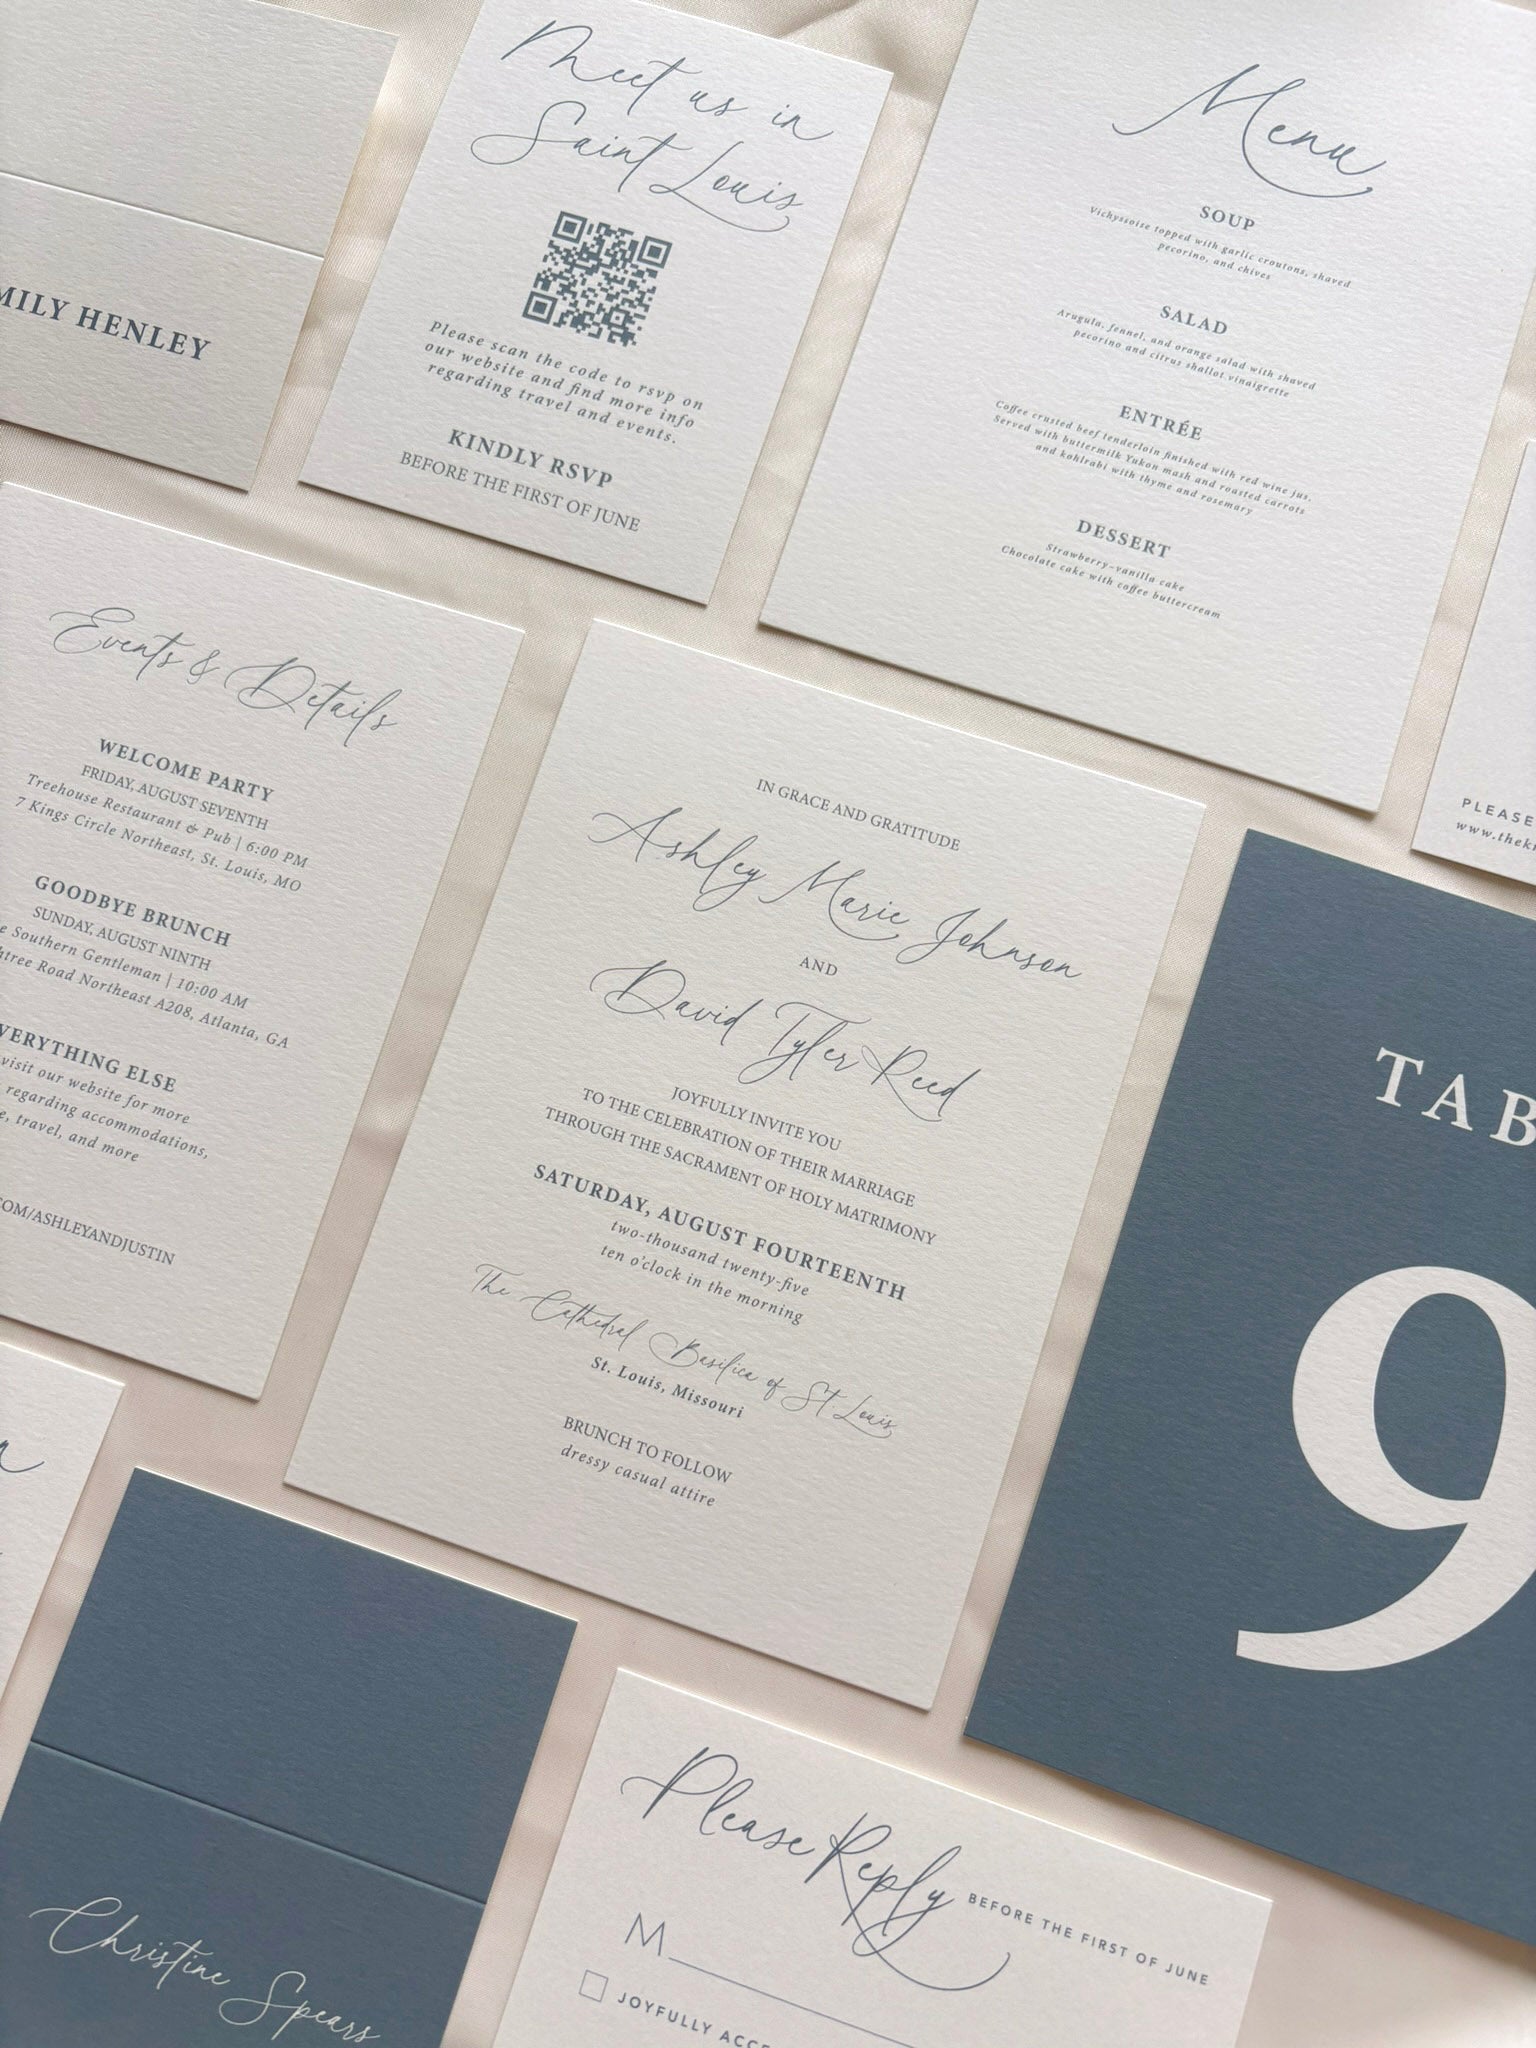 HENLEY
Meet us in
Saint Louis
Please scan the code to rsvp on
our website and find more info
regarding travel and events.
KINDLY RSVP
BEFORE THE FIRST OF JUNE
Menu
SOUP
Vichyssoise topped with garlic croutons, shaved
pecorino, and chives
SALAD
Arugula, fennel, and orange salad with shaved
pecorino and citrus shallot vinaigrette
ENTRÉE
Coffee crusted beef tenderloin finished with red wine jus.
Served with buttermilk Yukon mash and roasted carrots
and kohlrabi with thyme and rosemary
DESSERT
Strawberry-vanilla cake
Chocolate cake with coffee buttercream
PLEASE
Events & Details
WELCOME PARTY
FRIDAY, AUGUST SEVENTH
Treehouse Restaurant & Pub | 6:00 PM
7 Kings Circle Northeast, St. Louis, MO
GOODBYE BRUNCH
SUNDAY, AUGUST NINTH
Southern Gentleman | 10:00 AM
Road Northeast A208, Atlanta, GA
ELSE
visit our website for more
regarding accommodations,
travel, and more
COM/ASHLEYANDJUSTIN
IN GRACE AND GRATITUDE
Ashley Marie Johnson
AND
David Tyler Reed
JOYFULLY INVITE YOU
TO THE CELEBRATION OF THEIR MARRIAGE
THROUGH THE SACRAMENT OF HOLY MATRIMONY
SATURDAY, AUGUST FOURTEENTH
two-thousand twenty-five
ten o'clock in the morning
The Cathedral Basilica of St Louis
St. Louis, Missouri
BRUNCH TO FOLLOW
dressy casual attire
TAB
9
Christine Spears
Please Reply BEFORE THE FIRST OF JUNE
M
JOYFULLY ACCE